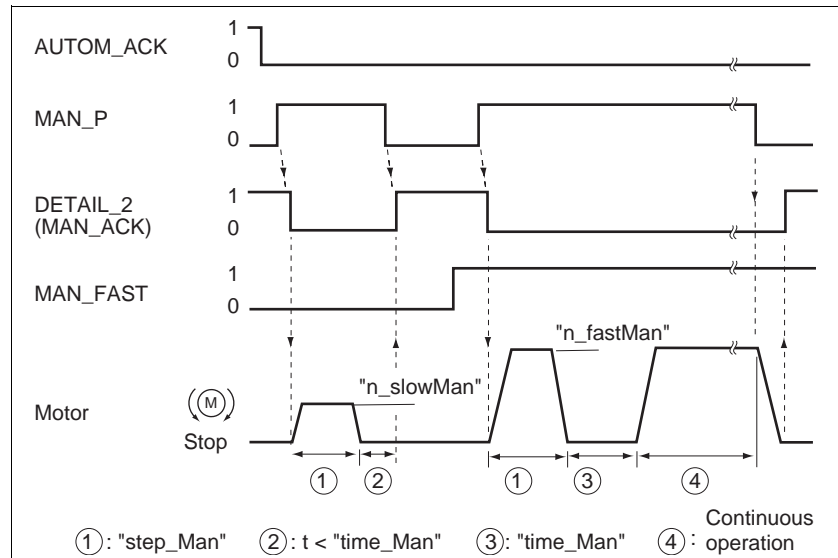 AUTOM_ACK 1
0
MAN_P 1
0
DETAIL_2 1
(MAN_ACK) 0
MAN_FAST 1
0
"n_fastMan"
"n_slowMan"
Motor M
Stop
1 2 1 3 4
1: "step_Man" 2: t < "time_Man" 3: "time_Man" 4: Continuous operation